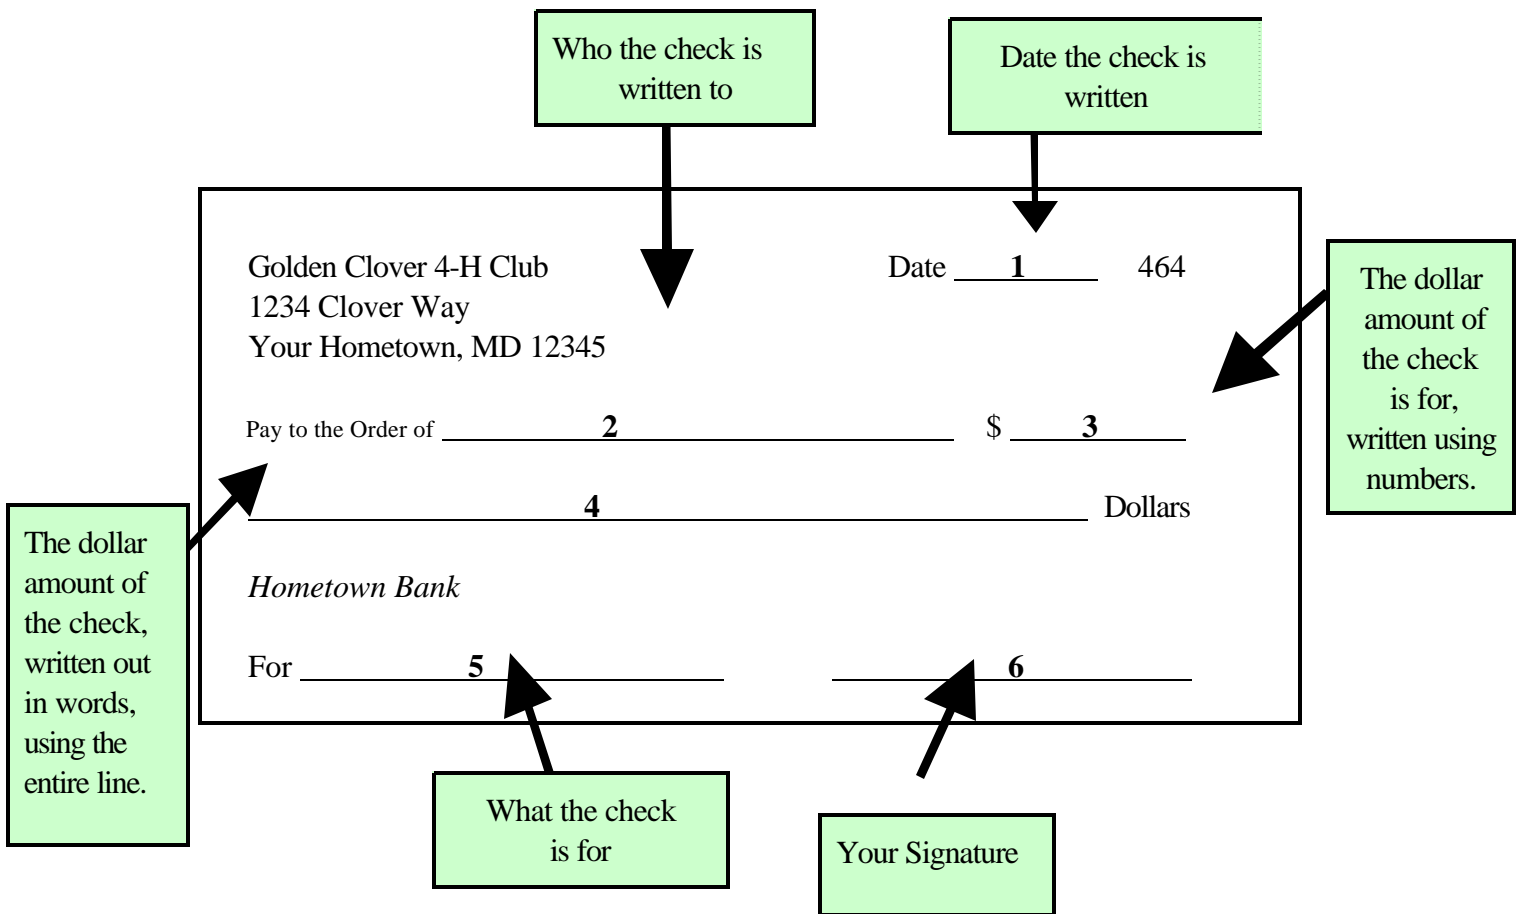 Who the check is
written to
Date the check is
written
Golden Clover 4-H Club
1234 Clover Way
Your Hometown, MD 12345
Date 1 464
The dollar
amount of
the check
is for,
written using
numbers.
Pay to the Order of 2 $ 3
4 Dollars
The dollar
amount of
the check,
written out
in words,
using the
entire line.
Hometown Bank
For 5 6
What the check
is for
Your Signature